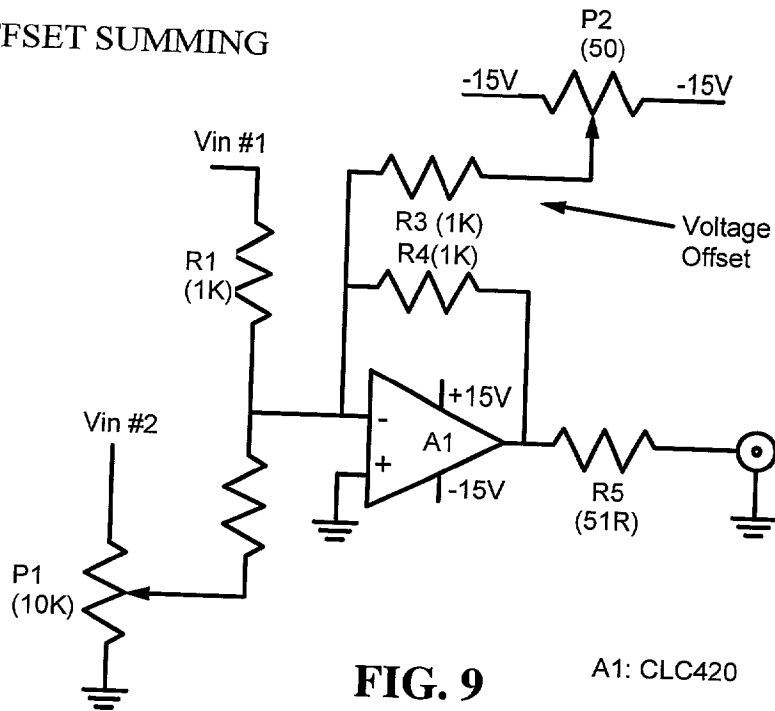 FFSET SUMMING
P2
(50)
-15V
-15V
Vin #1
R3 (1K)
R4(1K)
Voltage
Offset
R1
(1K)
Vin #2
+15V
-
A1
+
-15V
R5
(51R)
P1
(10K)
FIG. 9
A1: CLC420